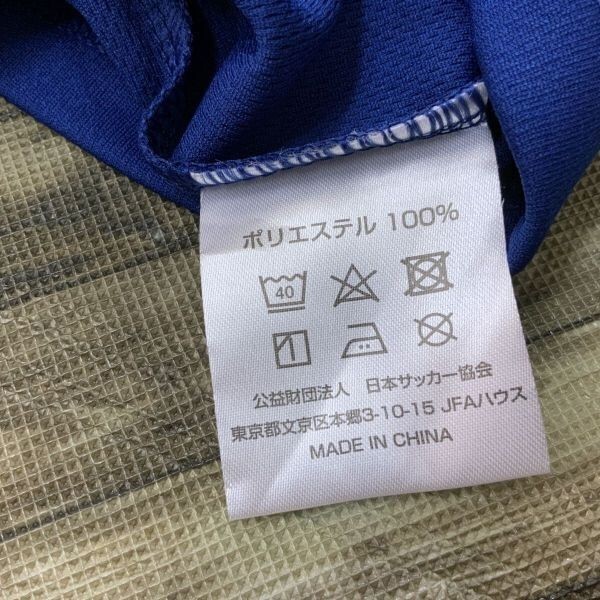 ポリエステル 100%
40
公益財団法人 日本サッカー協会
東京都文京区本郷3-10-15 JFAハウス
MADE IN CHINA